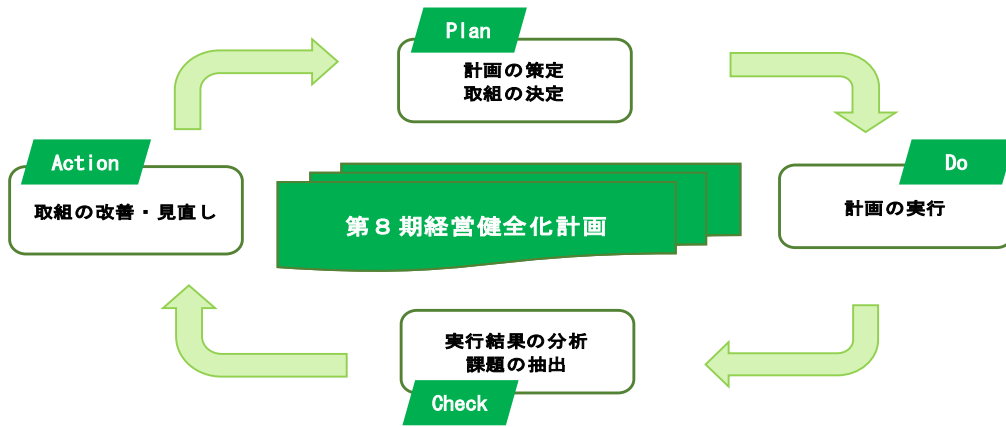 Plan
計画の策定
取組の決定
Action
取組の改善・見直し
Do
計画の実行
第８期経営健全化計画
実行結果の分析
課題の抽出
Check